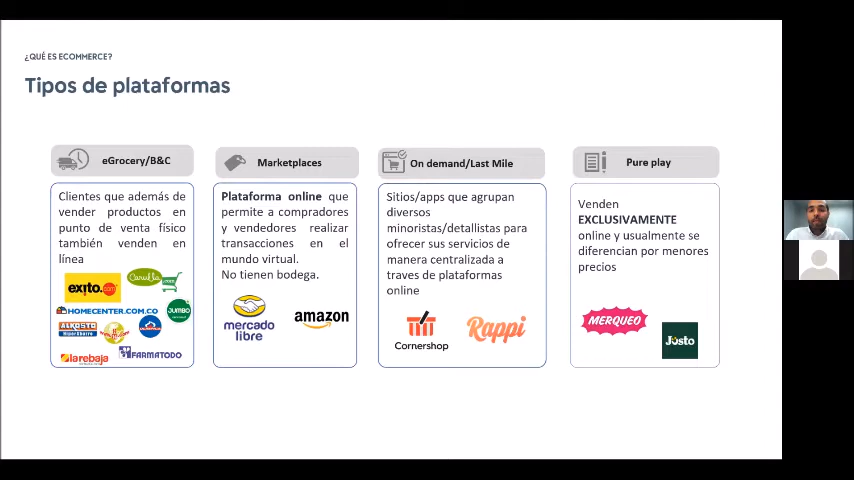 ¿QUÉ ES ECOMMERCE?
Tipos de plataformas
eGrocery/B&C
Clientes que además de
vender productos en
punto de venta físico
también venden en
línea
exito.com
Carulla
HOMECENTER.COM.CO
JUMBO
ALKOSTO
HiperAhorro
larebaja
FARMATODO
Marketplaces
Plataforma online que
permite a compradores
y vendedores realizar
transacciones en el
mundo virtual.
No tienen bodega.
mercado
libre
amazon
On demand/Last Mile
Sitios/apps que agrupan
diversos
minoristas/detallistas para
ofrecer sus servicios de
manera centralizada a
traves de plataformas
online
Cornershop
Rappi
Pure play
Venden
EXCLUSIVAMENTE
online y usualmente se
diferencian por menores
precios
MERQUEO
Jüsto